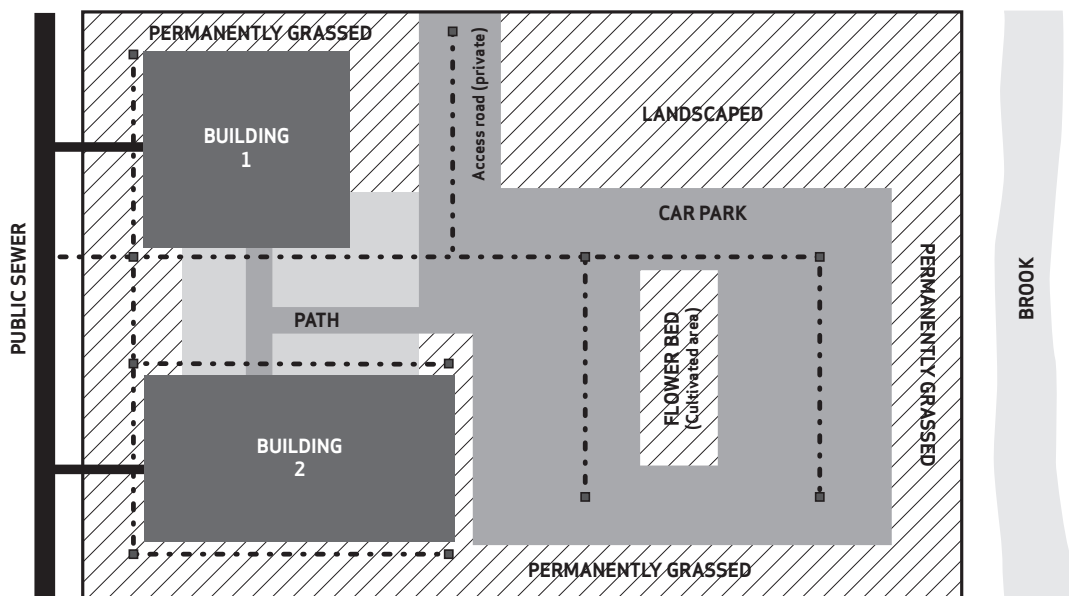 PERMANENTLY GRASSED
Access road (private)
LANDSCAPED
BUILDING
1
CAR PARK
PUBLIC SEWER
PATH
FLOWER BED
(Cultivated area)
PERMANENTLY GRASSED
BROOK
BUILDING
2
PERMANENTLY GRASSED